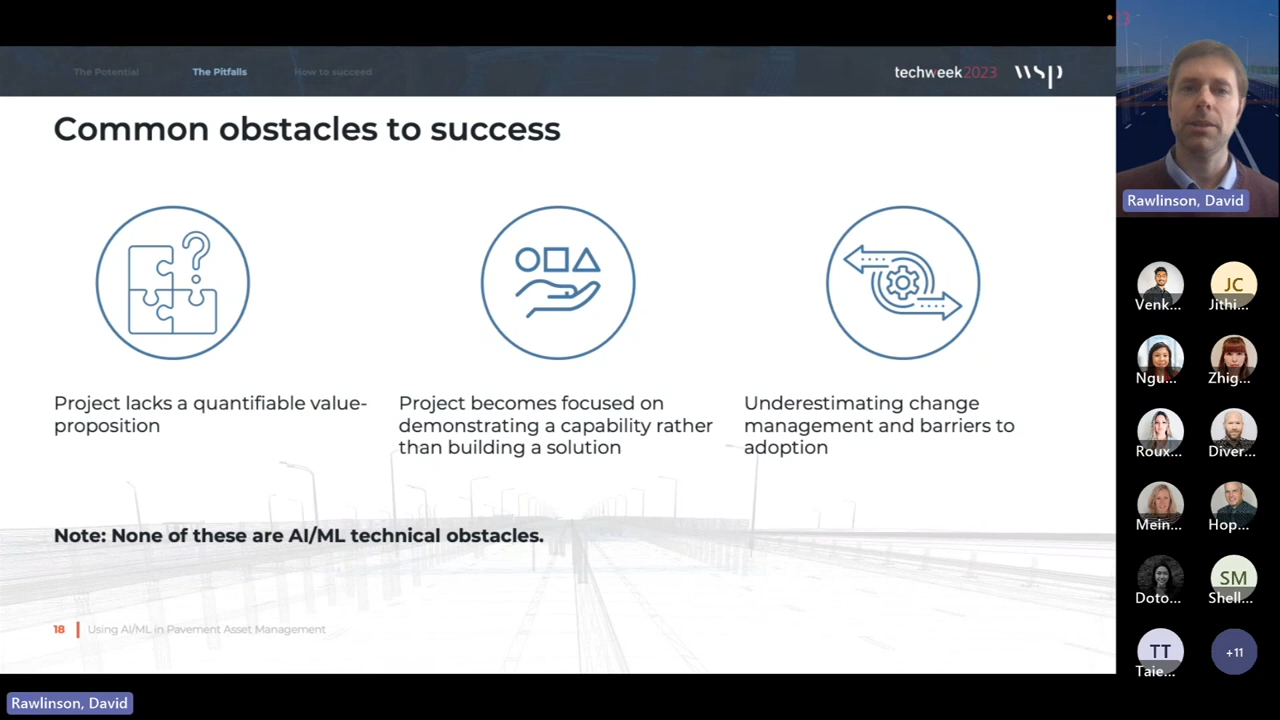 The Potential
The Pitfalls
How to succeed
techweek2023
wsp
Common obstacles to success
?
Project lacks a quantifiable value-
proposition
Project becomes focused on
demonstrating a capability rather
than building a solution
Underestimating change
management and barriers to
adoption
Note: None of these are AI/ML technical obstacles.
18
Using AI/ML in Pavement Asset Management
Rawlinson, David
Rawlinson, David
Venk...
JC
Jithi...
Ngu...
Zhig...
Roux...
Diver...
Mein...
Hop...
Doto...
SM
Shell...
TT
Taie...
+11